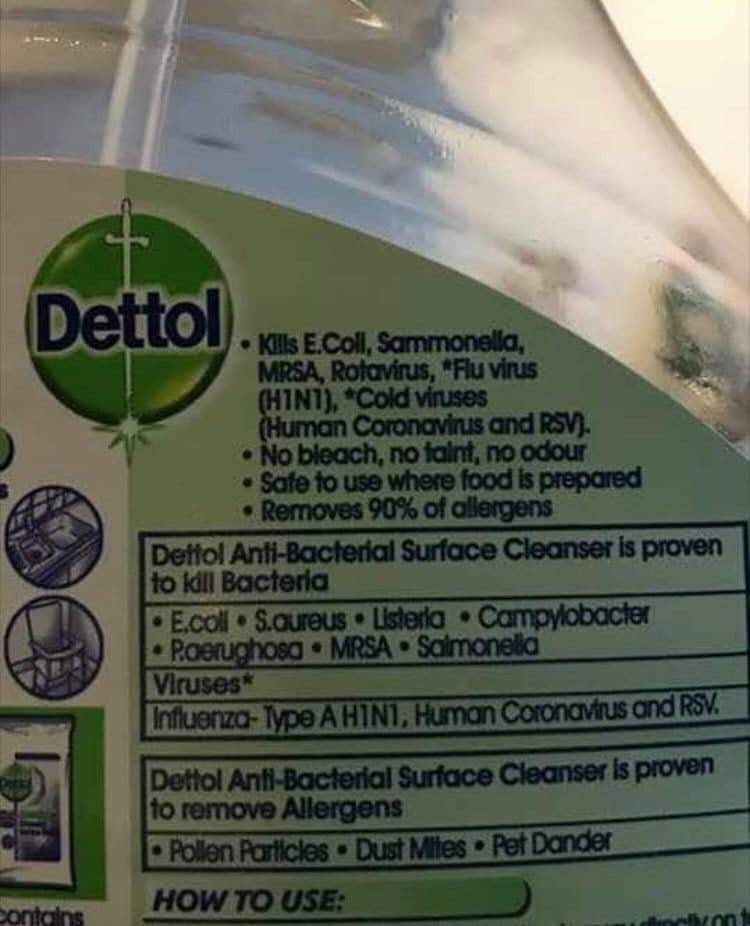 Dettol
• Kills E.Coli, Sammonella,
MRSA, Rotavirus, *Flu virus
(H1N1), *Cold viruses
(Human Coronavirus and RSV).
• No bleach, no taint, no odour
• Safe to use where food is prepared
• Removes 90% of allergens
Dettol Anti-Bacterial Surface Cleanser is proven
to kill Bacteria
• E.coli • S.aureus • Listeria • Campylobacter
• P.aerughosa • MRSA • Salmonella
Viruses*
Influenza- Type A H1N1, Human Coronavirus and RSV.
Dettol Anti-Bacterial Surface Cleanser is proven
to remove Allergens
• Pollen Particles • Dust Mites • Pet Dander
HOW TO USE:
contains